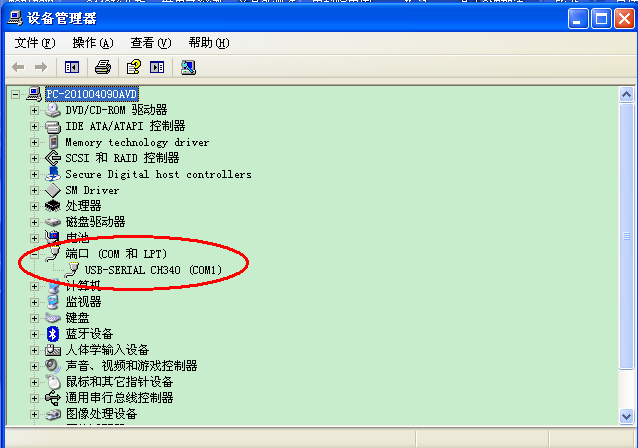 设备管理器
文件(F) 操作(A) 查看(V) 帮助(H)
PC-201004090AVD
DVD/CD-ROM 驱动器
IDE ATA/ATAPI 控制器
Memory technology driver
SCSI 和 RAID 控制器
Secure Digital host controllers
SM Driver
处理器
磁盘驱动器
电池
端口 (COM 和 LPT)
USB-SERIAL CH340 (COM1)
计算机
监视器
键盘
蓝牙设备
人体学输入设备
声音、视频和游戏控制器
鼠标和其它指针设备
通用串行总线控制器
图像处理设备